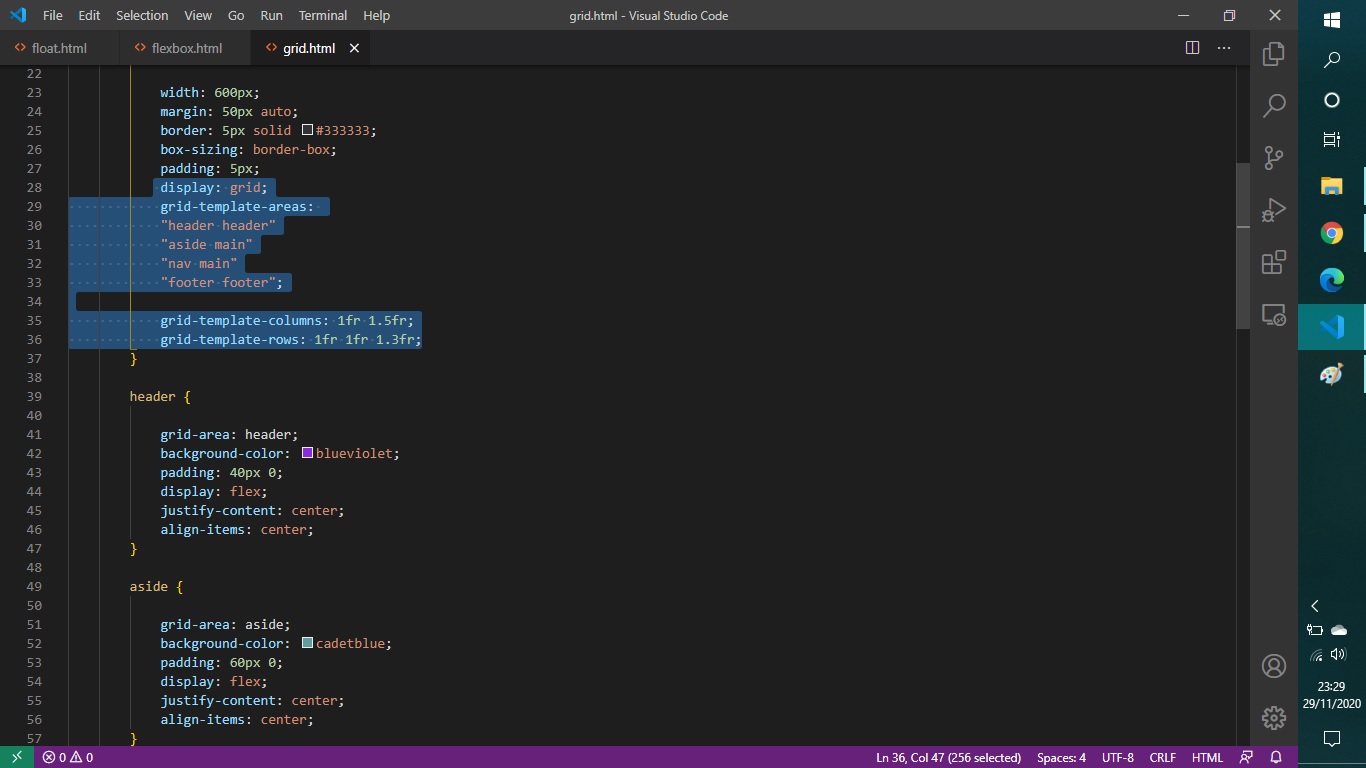 File Edit Selection View Go Run Terminal Help grid.html - Visual Studio Code
float.html flexbox.html grid.html
22
23 width: 600px;
24 margin: 50px auto;
25 border: 5px solid #333333;
26 box-sizing: border-box;
27 padding: 5px;
28 display: grid;
29 grid-template-areas:
30 "header header"
31 "aside main"
32 "nav main"
33 "footer footer";
34
35 grid-template-columns: 1fr 1.5fr;
36 grid-template-rows: 1fr 1fr 1.3fr;
37 }
38
39 header {
40
41 grid-area: header;
42 background-color: blueviolet;
43 padding: 40px 0;
44 display: flex;
45 justify-content: center;
46 align-items: center;
47 }
48
49 aside {
50
51 grid-area: aside;
52 background-color: cadetblue;
53 padding: 60px 0;
54 display: flex;
55 justify-content: center;
56 align-items: center;
57 }
0 0 Ln 36, Col 47 (256 selected) Spaces: 4 UTF-8 CRLF HTML
23:29
29/11/2020